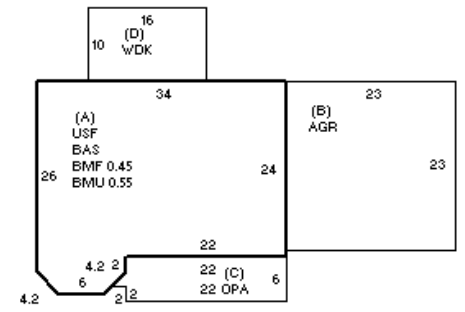 16
(D)
10
WDK
34
23
(A)
USF
BAS
BMF 0.45
BMU 0.55
(B)
AGR
26
24
23
22
4.2
2
22 (C)
6
6
22 OPA
2
2
4.2